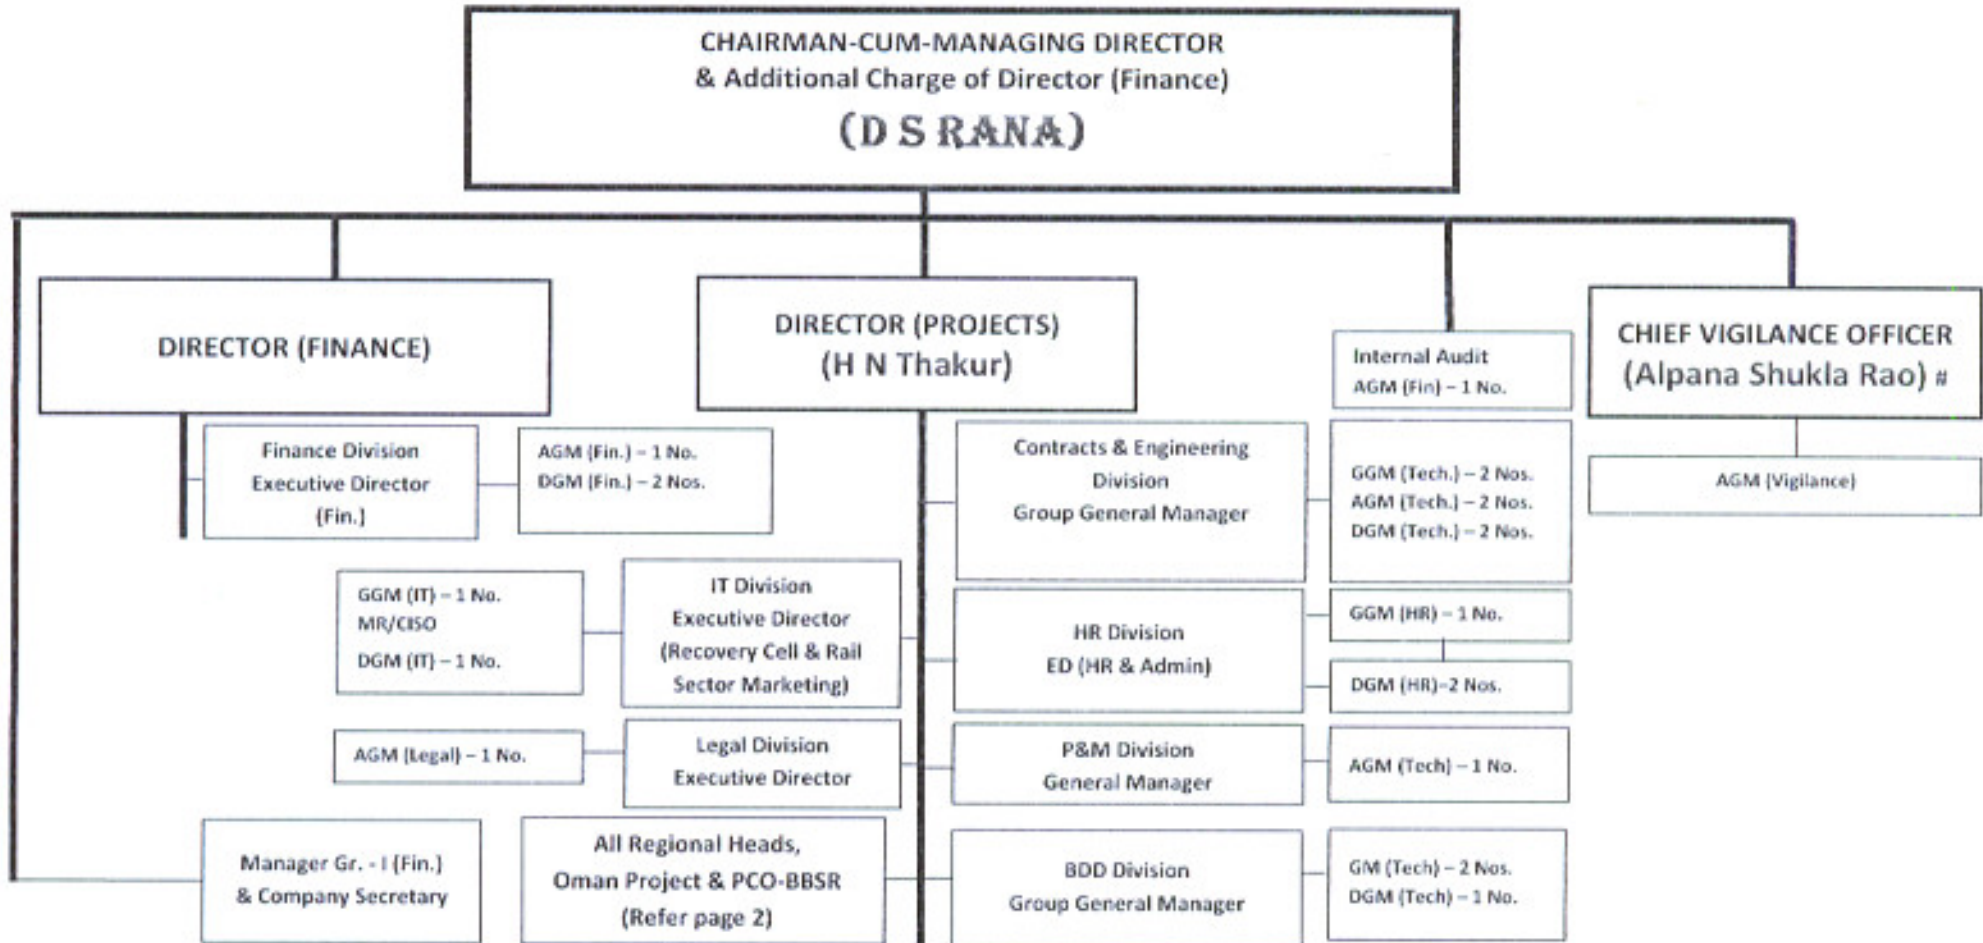 CHAIRMAN-CUM-MANAGING DIRECTOR
& Additional Charge of Director (Finance)
(D S RANA)
DIRECTOR (FINANCE)
DIRECTOR (PROJECTS)
(H N Thakur)
Internal Audit
AGM (Fin) – 1 No.
CHIEF VIGILANCE OFFICER
(Alpana Shukla Rao) #
AGM (Vigilance)
Finance Division
Executive Director
(Fin.)
AGM (Fin.) – 1 No.
DGM (Fin.) – 2 Nos.
Contracts & Engineering
Division
Group General Manager
GGM (Tech.) – 2 Nos.
AGM (Tech.) – 2 Nos.
DGM (Tech.) – 2 Nos.
GGM (IT) – 1 No.
MR/CISO
DGM (IT) – 1 No.
IT Division
Executive Director
(Recovery Cell & Rail
Sector Marketing)
HR Division
ED (HR & Admin)
GGM (HR) – 1 No.
DGM (HR)–2 Nos.
AGM (Legal) – 1 No.
Legal Division
Executive Director
P&M Division
General Manager
AGM (Tech) – 1 No.
Manager Gr. - I (Fin.)
& Company Secretary
All Regional Heads,
Oman Project & PCO-BBSR
(Refer page 2)
BDD Division
Group General Manager
GM (Tech) – 2 Nos.
DGM (Tech) – 1 No.